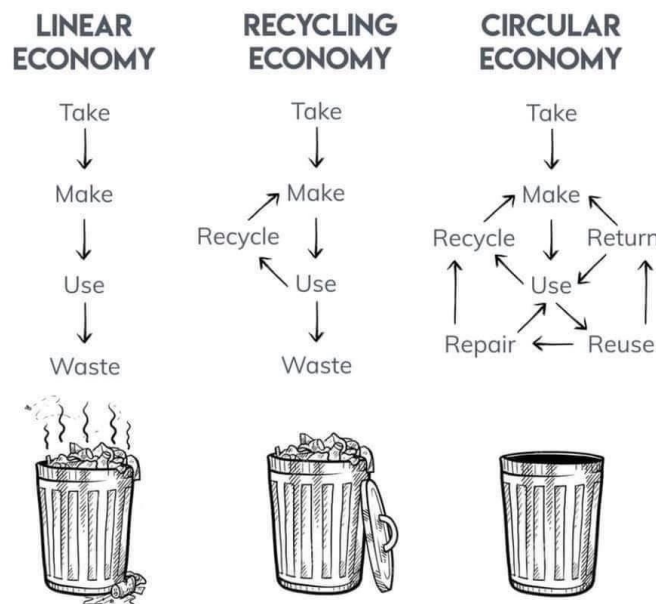 LINEAR
ECONOMY
Take
Make
Use
Waste
RECYCLING
ECONOMY
Take
Make
Recycle
Use
Waste
CIRCULAR
ECONOMY
Take
Make
Recycle
Return
Use
Repair
Reuse